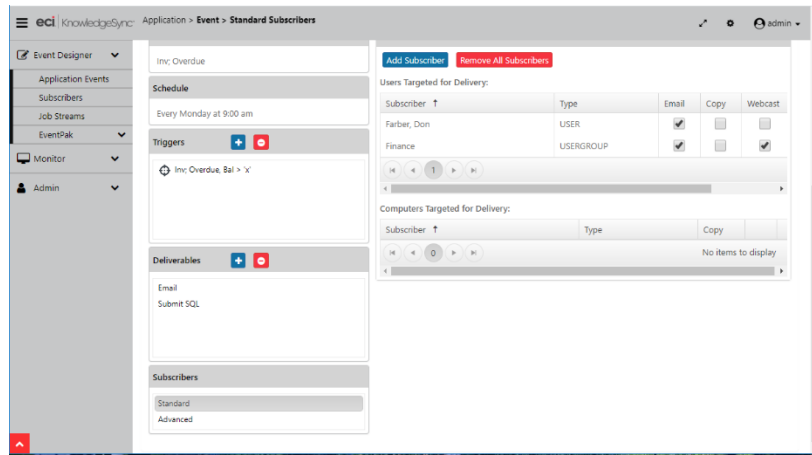 eci KnowledgeSync Application > Event > Standard Subscribers admin
Event Designer
Application Events
Subscribers
Job Streams
EventPak
Monitor
Admin
Inv; Overdue
Schedule
Every Monday at 9:00 am
Triggers
Inv; Overdue, Bal > 'x'
Deliverables
Email
Submit SQL
Subscribers
Standard
Advanced
Add Subscriber Remove All Subscribers
Users Targeted for Delivery:
Subscriber ↑ Type Email Copy Webcast
Farber, Don USER
Finance USERGROUP
1
Computers Targeted for Delivery:
Subscriber ↑ Type Copy
0 No items to display